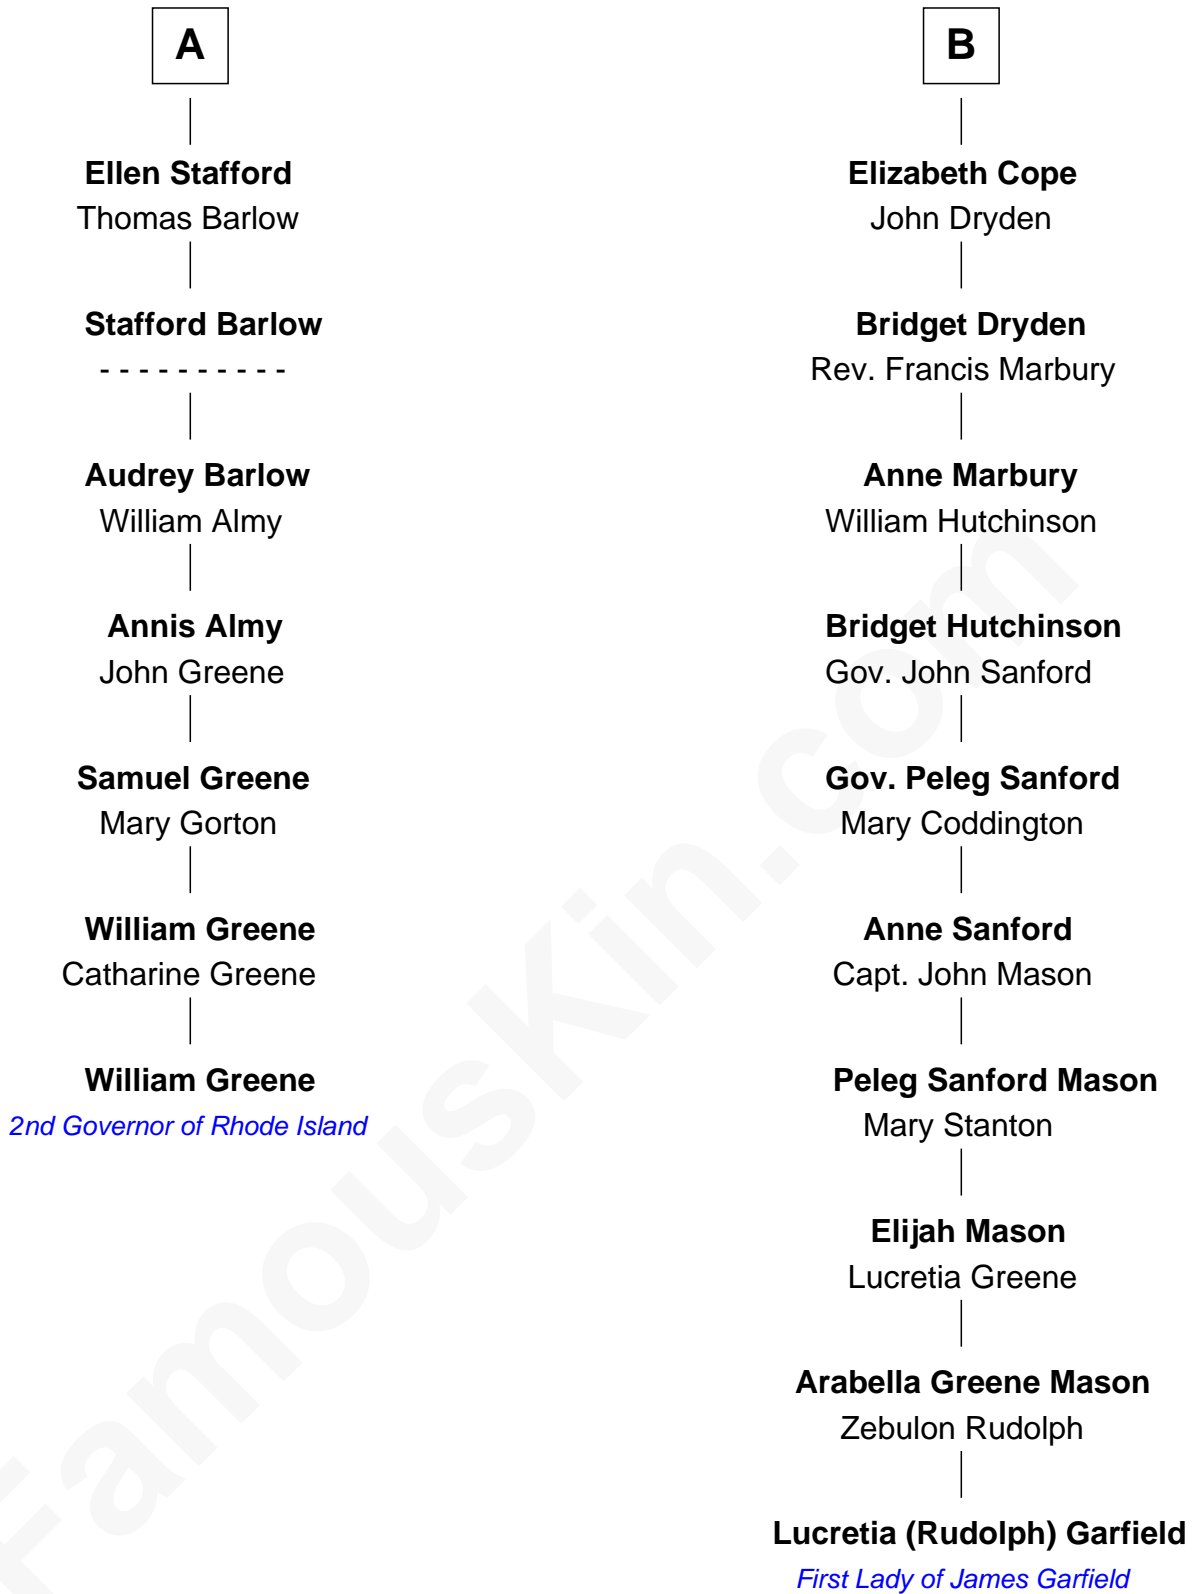 A
Ellen Stafford
Thomas Barlow
Stafford Barlow
- - - - - - - - - -
Audrey Barlow
William Almy
Annis Almy
John Greene
Samuel Greene
Mary Gorton
William Greene
Catharine Greene
William Greene
2nd Governor of Rhode Island
B
Elizabeth Cope
John Dryden
Bridget Dryden
Rev. Francis Marbury
Anne Marbury
William Hutchinson
Bridget Hutchinson
Gov. John Sanford
Gov. Peleg Sanford
Mary Coddington
Anne Sanford
Capt. John Mason
Peleg Sanford Mason
Mary Stanton
Elijah Mason
Lucretia Greene
Arabella Greene Mason
Zebulon Rudolph
Lucretia (Rudolph) Garfield
First Lady of James Garfield
FamousKin.com